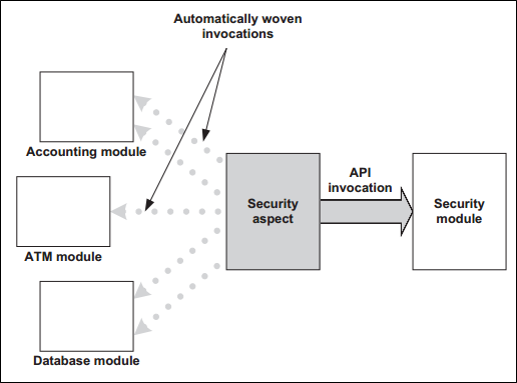 Automatically woven
invocations
Accounting module
API
invocation
Security
aspect
Security
module
ATM module
Database module